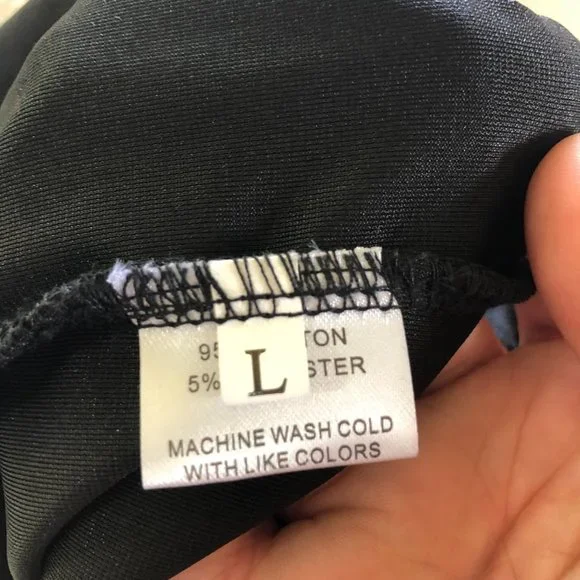 95 TON
5% STER
L
MACHINE WASH COLD
WITH LIKE COLORS